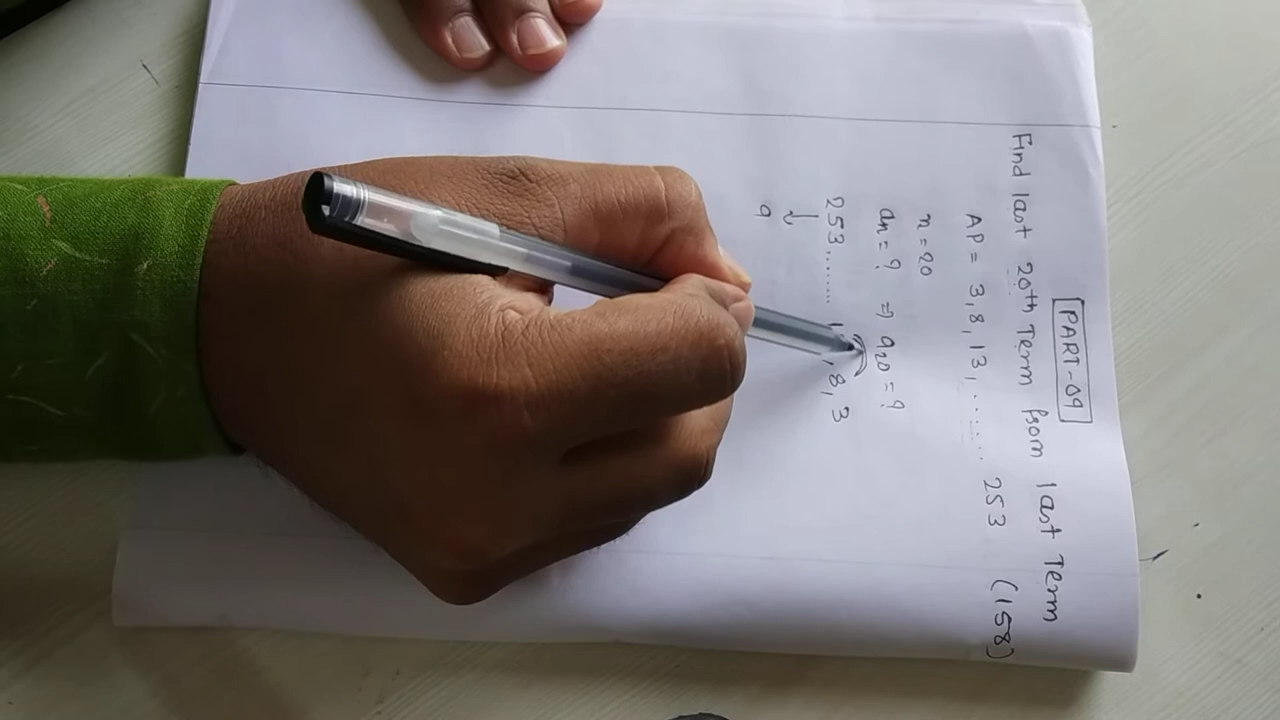 PART-09
Find last 20th Term from last Term
AP = 3, 8, 13, ........ 253 (158)
n = 20
an = ? ⇒ a20 = ?
253 ....... , 8, 3
↓
a